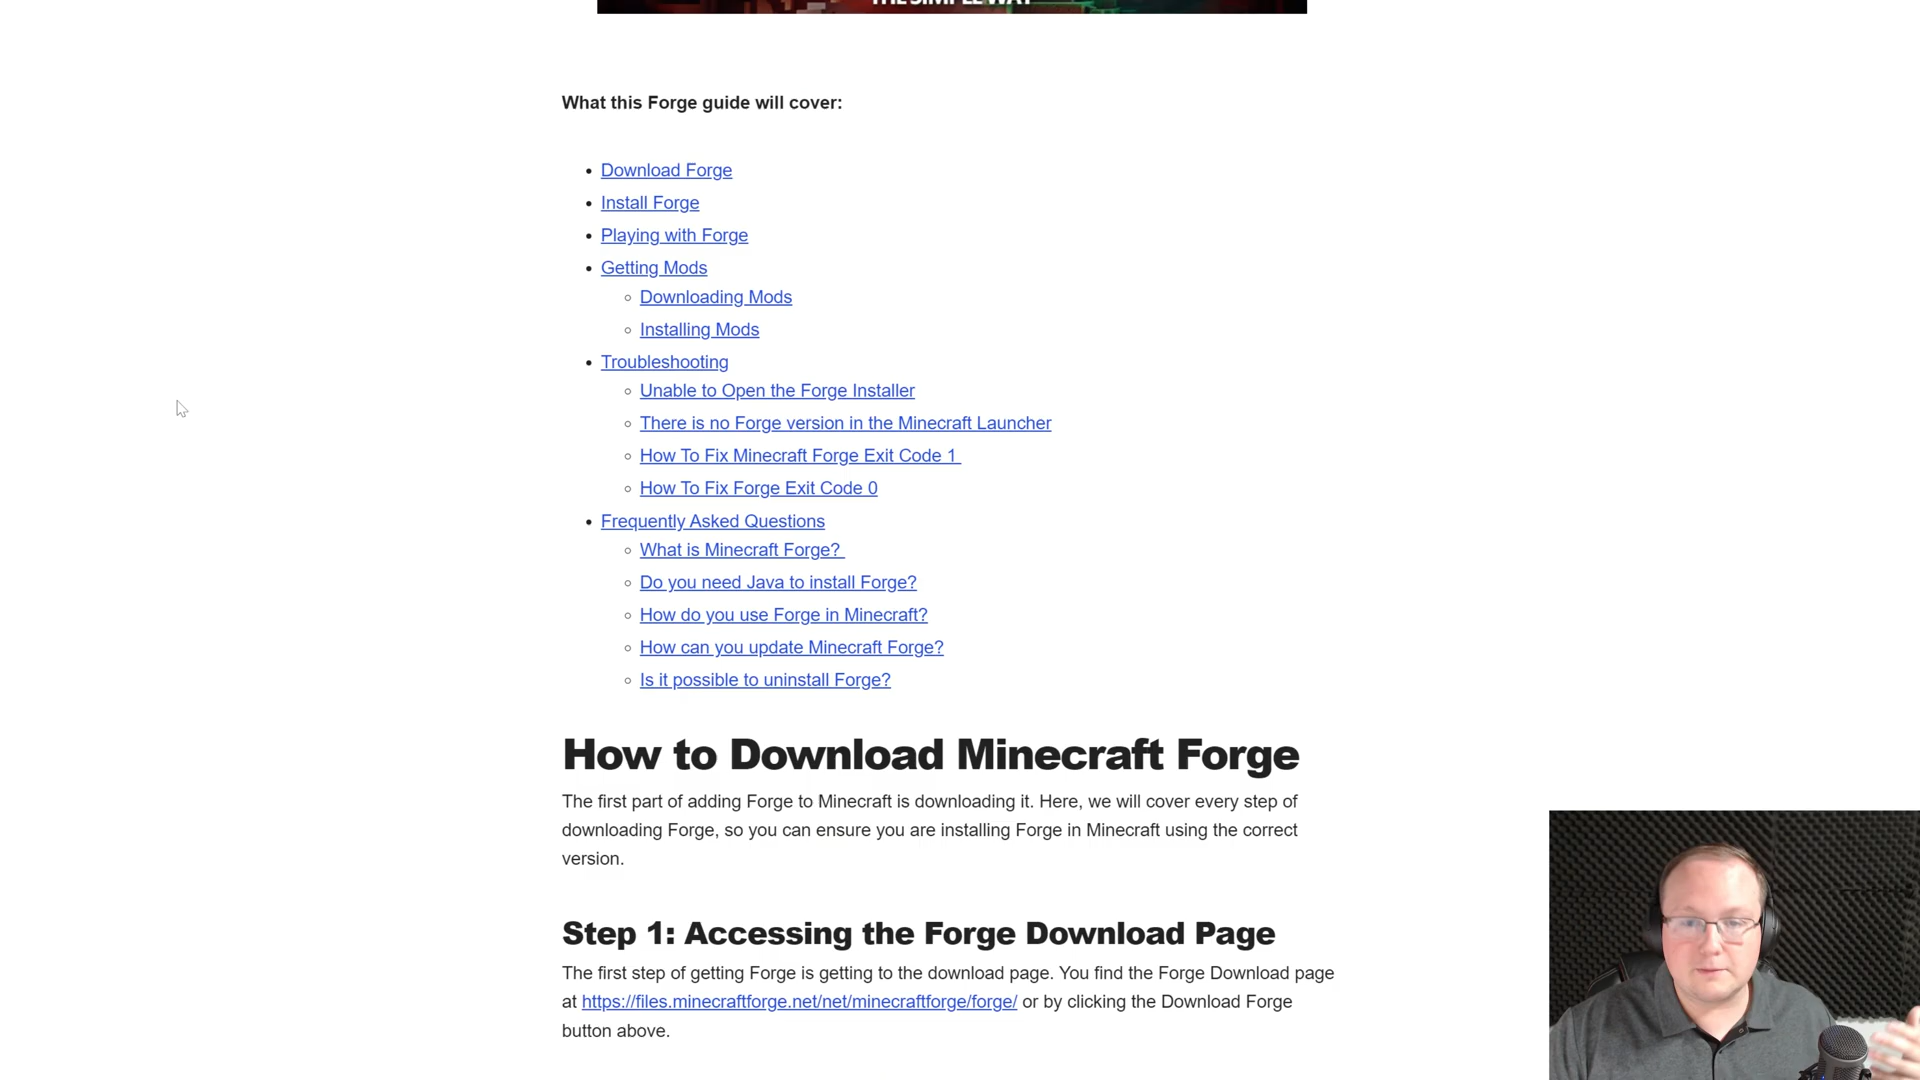 THE SIMPLE WAY
What this Forge guide will cover:
Download Forge
Install Forge
Playing with Forge
Getting Mods
Downloading Mods
Installing Mods
Troubleshooting
Unable to Open the Forge Installer
There is no Forge version in the Minecraft Launcher
How To Fix Minecraft Forge Exit Code 1
How To Fix Forge Exit Code 0
Frequently Asked Questions
What is Minecraft Forge?
Do you need Java to install Forge?
How do you use Forge in Minecraft?
How can you update Minecraft Forge?
Is it possible to uninstall Forge?
How to Download Minecraft Forge
The first part of adding Forge to Minecraft is downloading it. Here, we will cover every step of
downloading Forge, so you can ensure you are installing Forge in Minecraft using the correct
version.
Step 1: Accessing the Forge Download Page
The first step of getting Forge is getting to the download page. You find the Forge Download page
at https://files.minecraftforge.net/net/minecraftforge/forge/ or by clicking the Download Forge
button above.